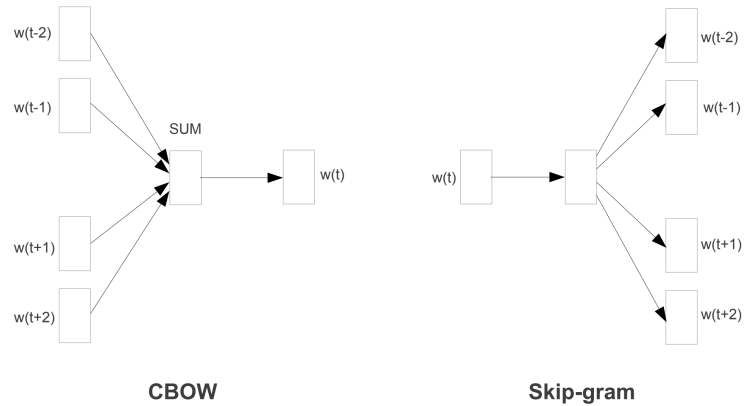 w(t-2)
w(t-1)
SUM
w(t)
w(t+1)
w(t+2)
CBOW
w(t-2)
w(t-1)
w(t)
w(t+1)
w(t+2)
Skip-gram